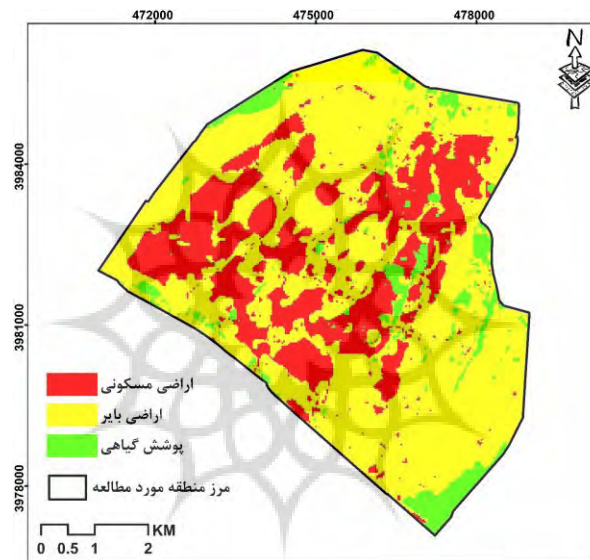 472000 475000 478000
N
3984000
3981000
3978000
اراضی مسکونی
اراضی بایر
پوشش گیاهی
مرز منطقه مورد مطالعه
KM
0 0.5 1 2